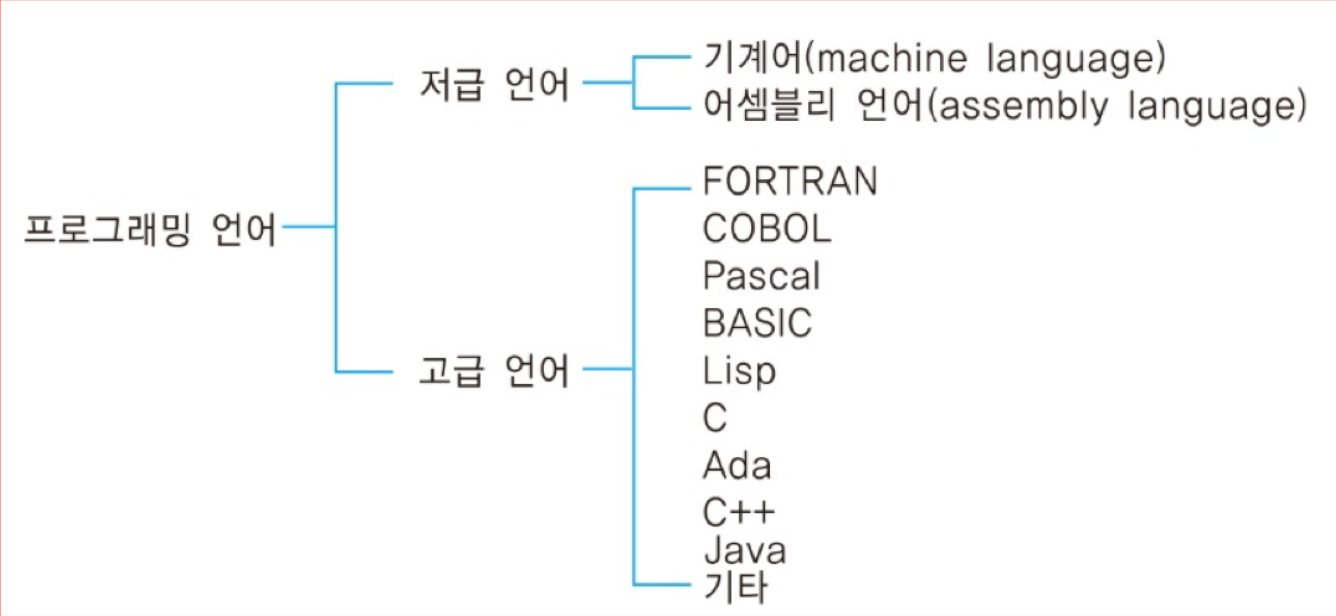 기계어(machine language)
저급 언어
어셈블리 언어(assembly language)
프로그래밍 언어
고급 언어
FORTRAN
COBOL
Pascal
BASIC
Lisp
C
Ada
C++
Java
기타